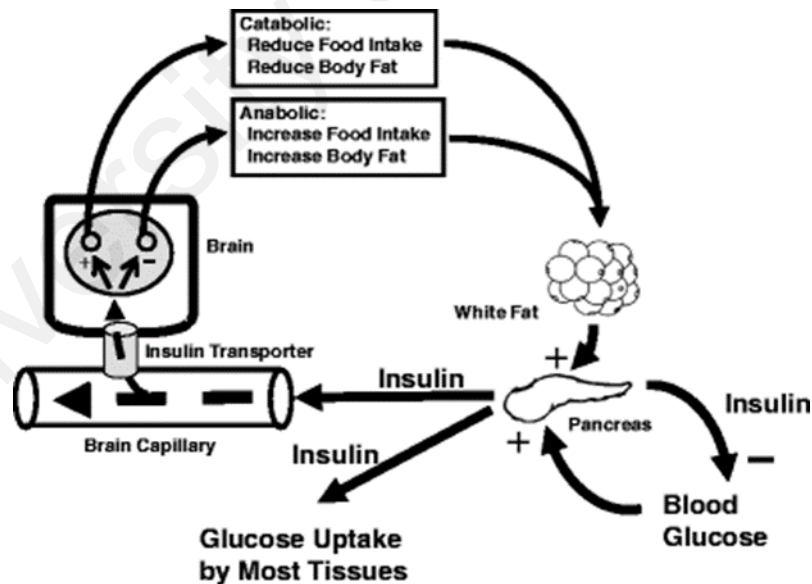 Catabolic:
Reduce Food Intake
Reduce Body Fat
Anabolic:
Increase Food Intake
Increase Body Fat
Brain
+
-
White Fat
Insulin Transporter
+
Insulin
Insulin
Pancreas
+
Brain Capillary
Insulin
-
Blood
Glucose
Glucose Uptake
by Most Tissues